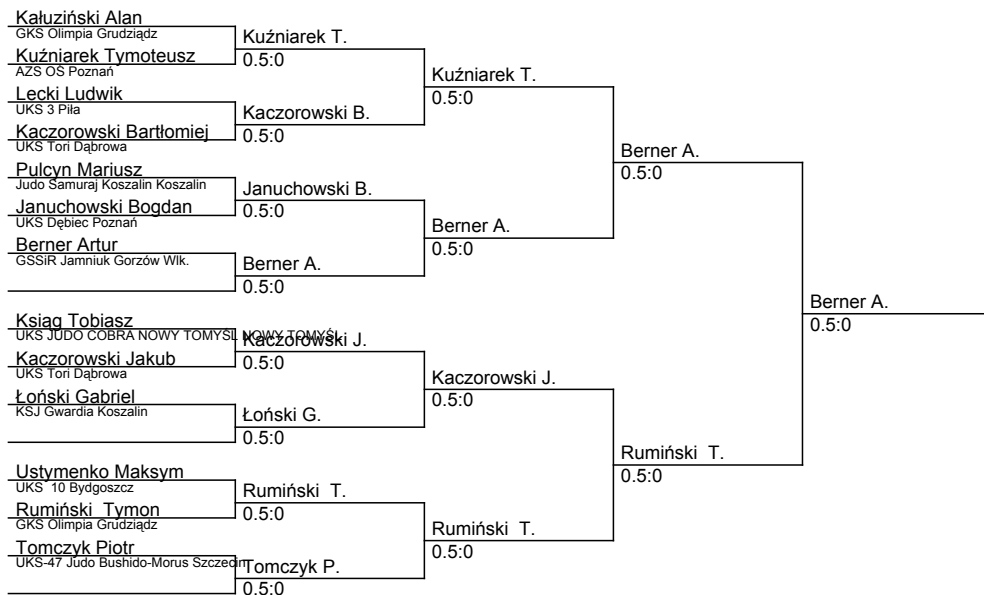 Kałuziński Alan
GKS Olimpia Grudziądz
Kuźniarek Tymoteusz
AZS OŚ Poznań
Lecki Ludwik
UKS 3 Piła
Kaczorowski Bartłomiej
UKS Tori Dąbrowa
Pulcyn Mariusz
Judo Samuraj Koszalin Koszalin
Januchowski Bogdan
UKS Dębiec Poznań
Berner Artur
GSSiR Jamniuk Gorzów Wlk.
Ksiąg Tobiasz
UKS JUDO COBRA NOWY TOMYŚL NOWY TOMYŚL
Kaczorowski Jakub
UKS Tori Dąbrowa
Łoński Gabriel
KSJ Gwardia Koszalin
Ustymenko Maksym
UKS  10 Bydgoszcz
Rumiński  Tymon
GKS Olimpia Grudziądz
Tomczyk Piotr
UKS-47 Judo Bushido-Morus Szczecin
Kuźniarek T.
0.5:0
Kaczorowski B.
0.5:0
Januchowski B.
0.5:0
Berner A.
0.5:0
Kaczorowski J.
0.5:0
Łoński G.
0.5:0
Rumiński  T.
0.5:0
Tomczyk P.
0.5:0
Kuźniarek T.
0.5:0
Berner A.
0.5:0
Kaczorowski J.
0.5:0
Rumiński  T.
0.5:0
Berner A.
0.5:0
Rumiński  T.
0.5:0
Berner A.
0.5:0